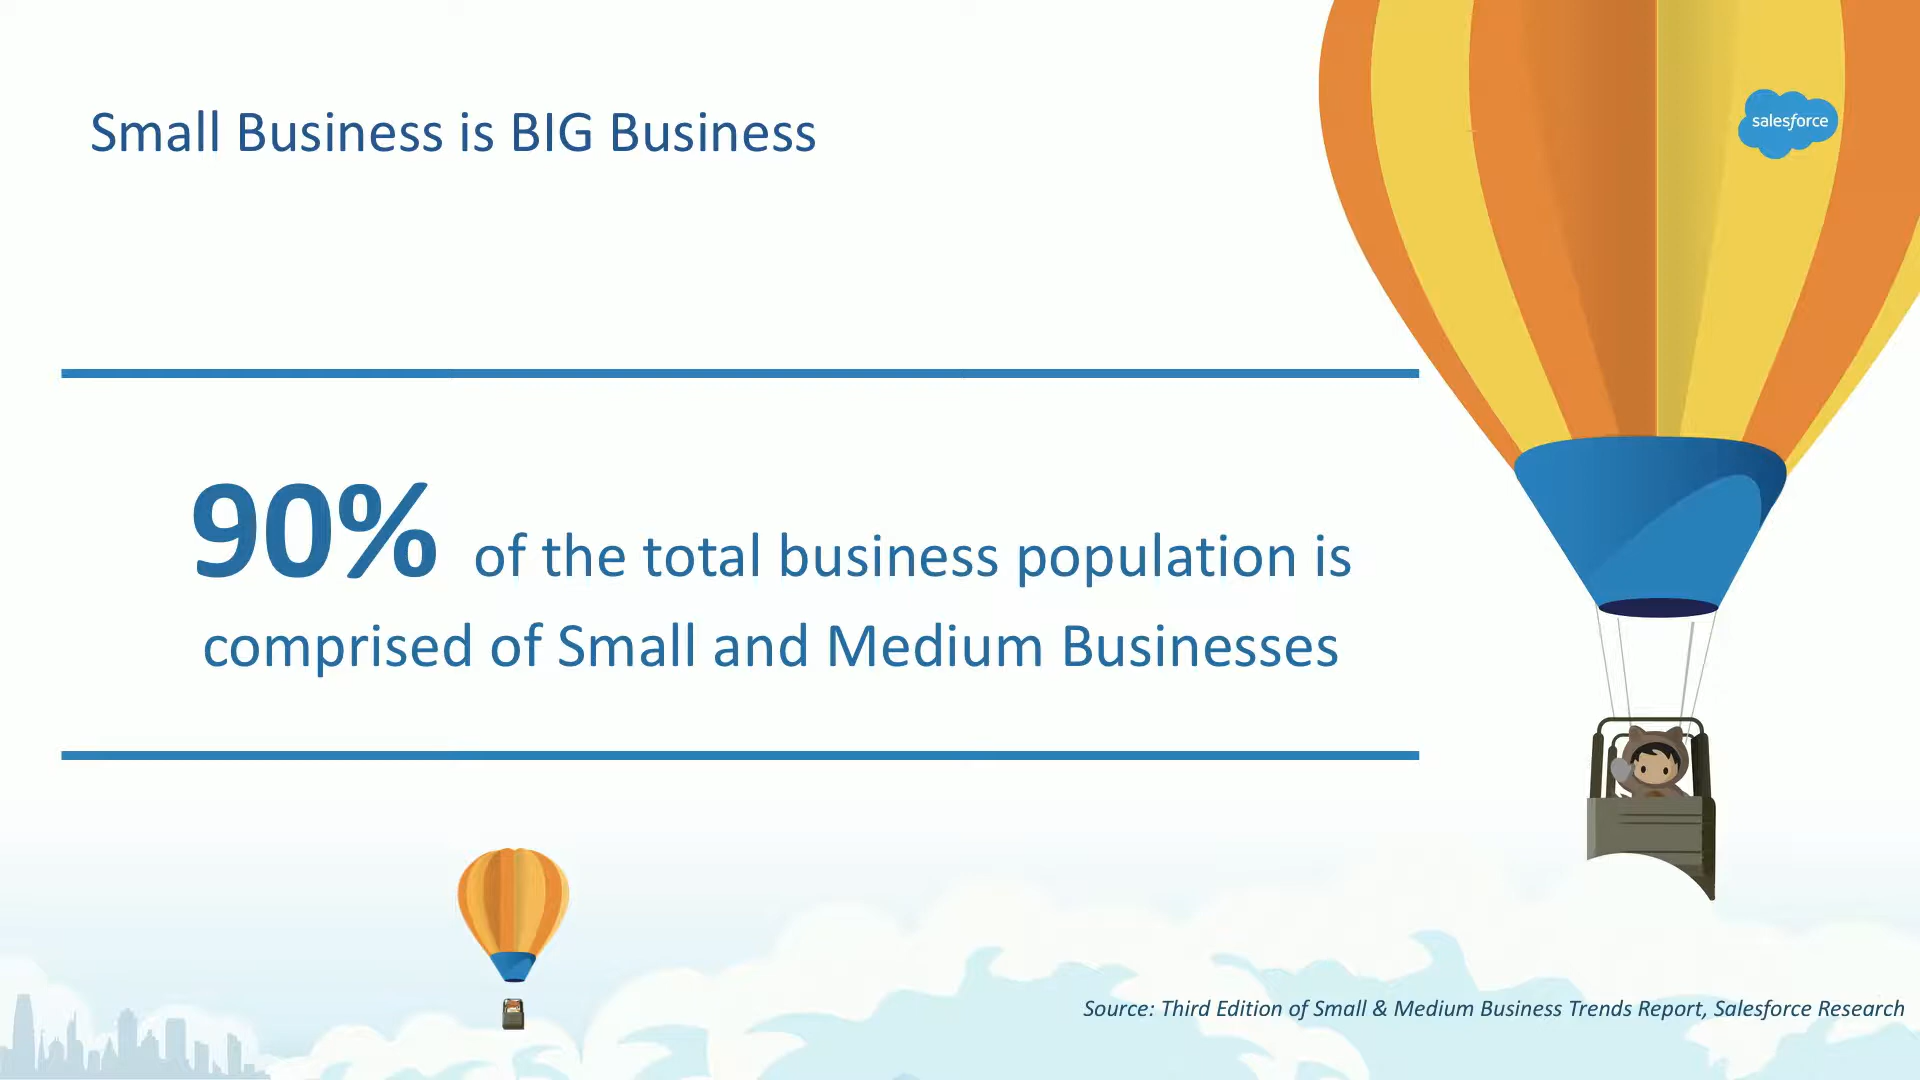 Small Business is BIG Business
salesforce
90% of the total business population is
comprised of Small and Medium Businesses
Source: Third Edition of Small & Medium Business Trends Report, Salesforce Research